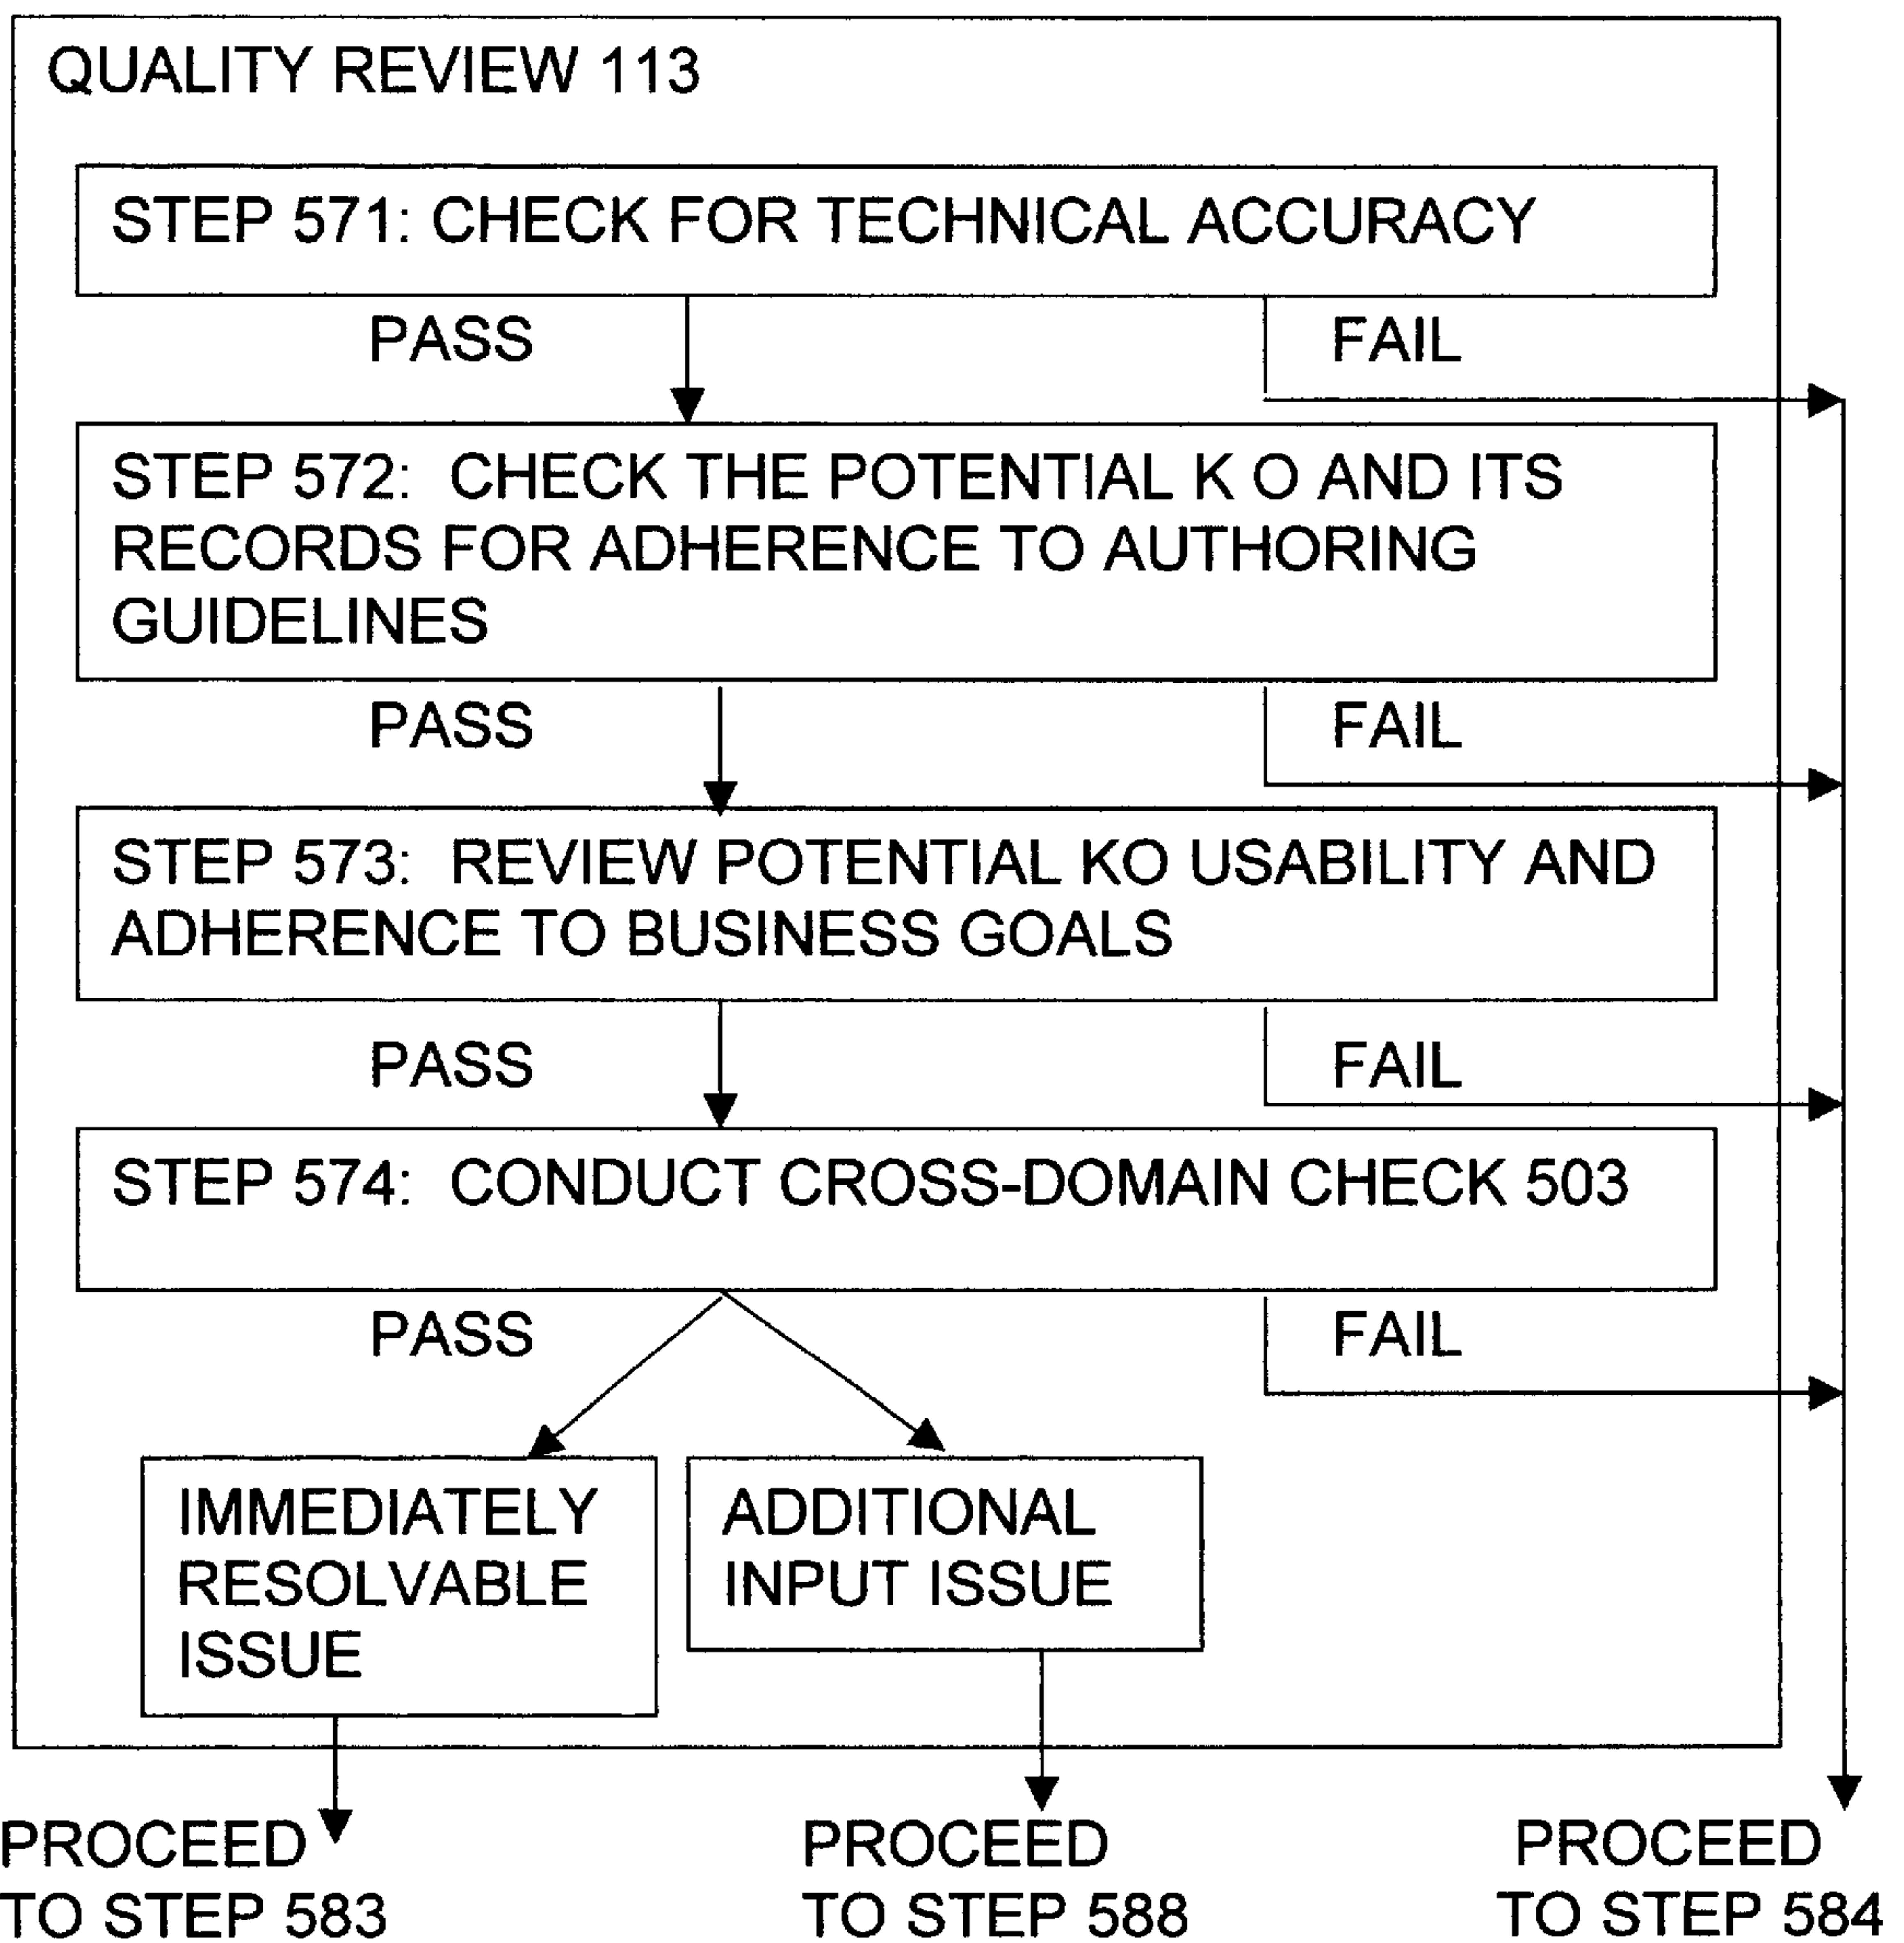 QUALITY REVIEW 113
STEP 571: CHECK FOR TECHNICAL ACCURACY
PASS
FAIL
STEP 572: CHECK THE POTENTIAL K O AND ITS
RECORDS FOR ADHERENCE TO AUTHORING
GUIDELINES
PASS
FAIL
STEP 573: REVIEW POTENTIAL KO USABILITY AND
ADHERENCE TO BUSINESS GOALS
PASS
FAIL
STEP 574: CONDUCT CROSS-DOMAIN CHECK 503
PASS
FAIL
IMMEDIATELY
RESOLVABLE
ISSUE
ADDITIONAL
INPUT ISSUE
PROCEED
TO STEP 583
PROCEED
TO STEP 588
PROCEED
TO STEP 584